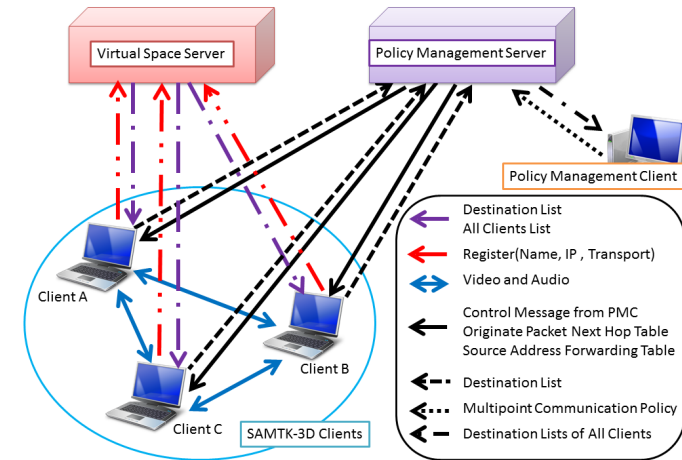 Virtual Space Server
Policy Management Server
Policy Management Client
Client A
Client B
Client C
SAMTK-3D Clients
Destination List
All Clients List
Register(Name, IP , Transport)
Video and Audio
Control Message from PMC
Originate Packet Next Hop Table
Source Address Forwarding Table
Destination List
Multipoint Communication Policy
Destination Lists of All Clients